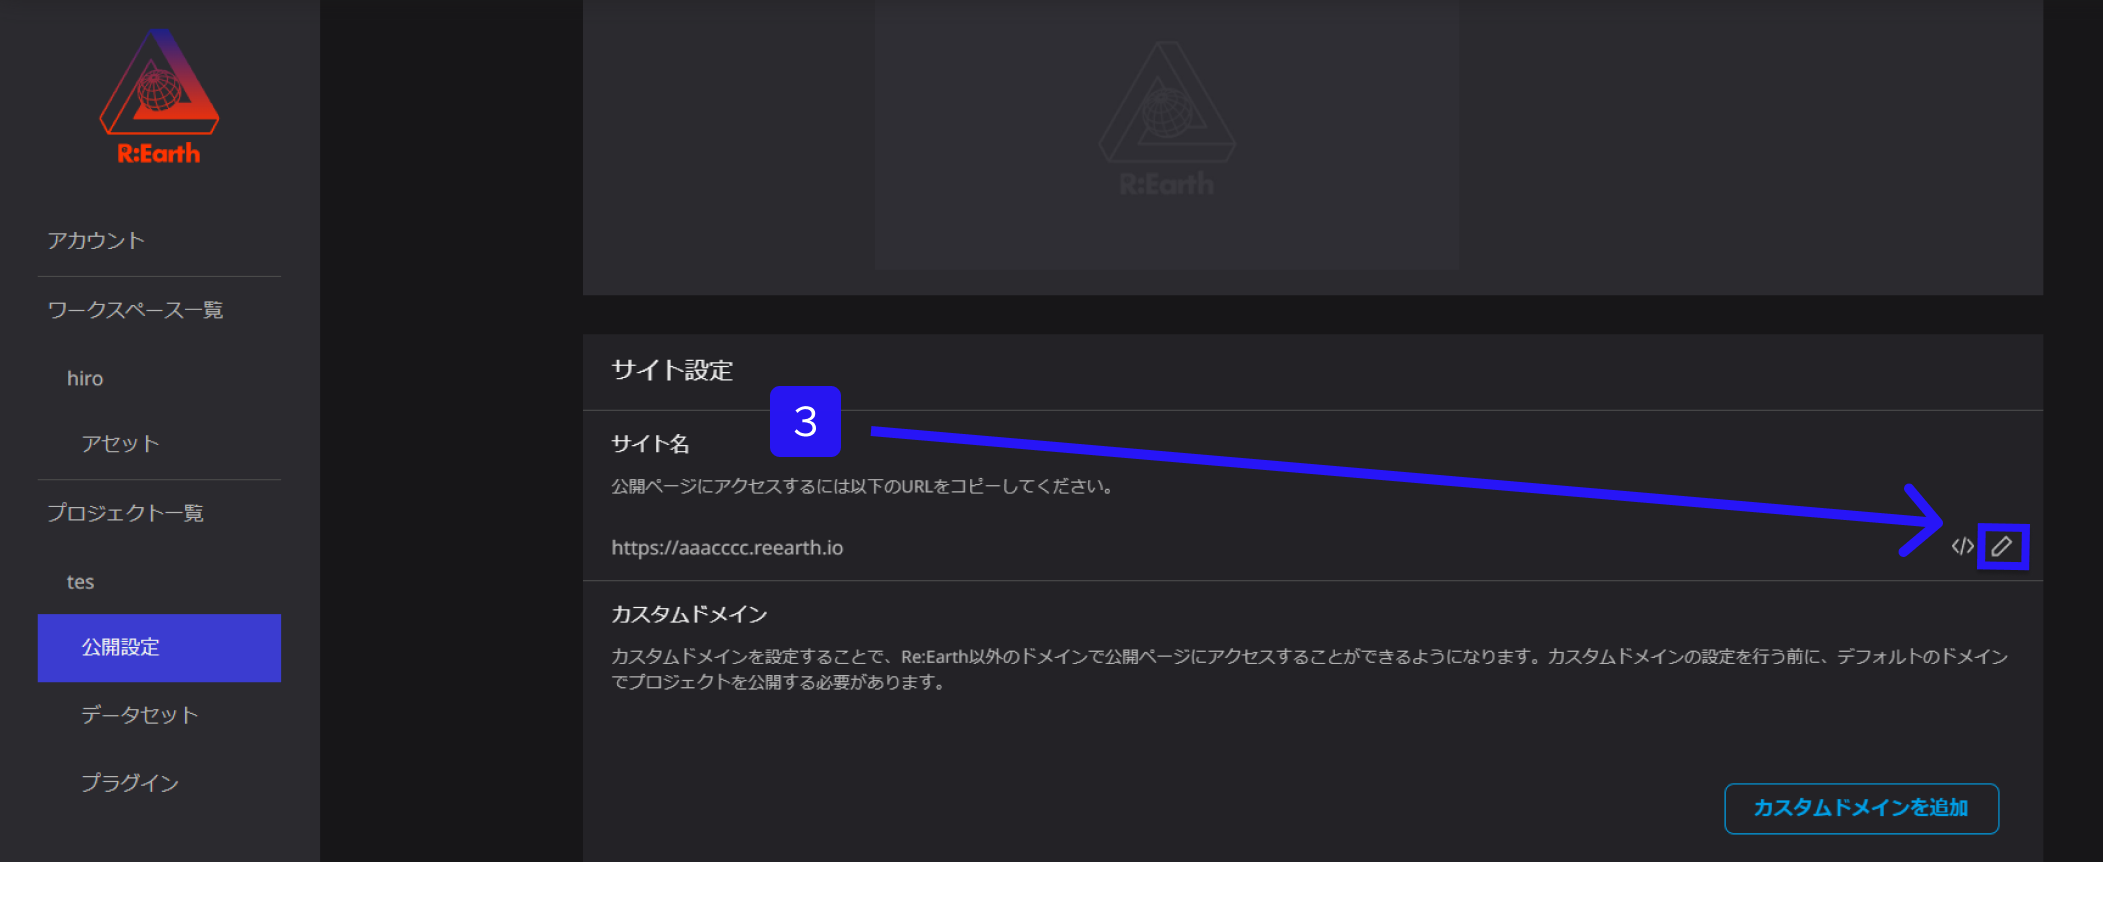 R:Earth
アカウント
ワークスペース一覧
hiro
アセット
プロジェクト一覧
tes
公開設定
データセット
プラグイン
R:Earth
サイト設定
3
サイト名
公開ページにアクセスするには以下のURLをコピーしてください。
https://aaacccc.reearth.io
カスタムドメイン
カスタムドメインを設定することで、Re:Earth以外のドメインで公開ページにアクセスすることができるようになります。カスタムドメインの設定を行う前に、デフォルトのドメイン
でプロジェクトを公開する必要があります。
カスタムドメインを追加